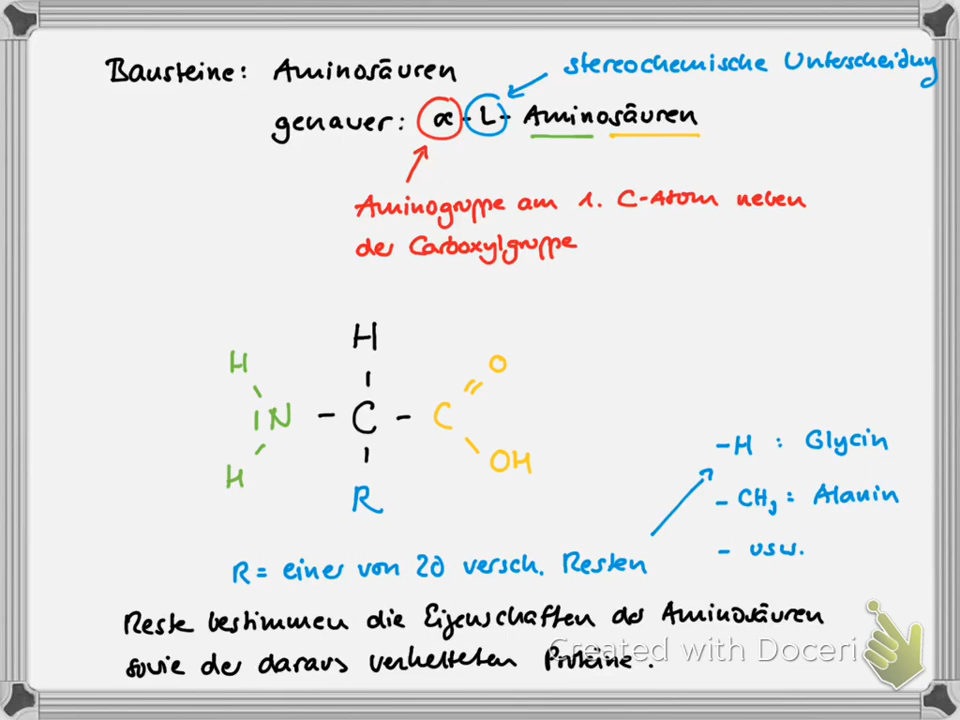 Bausteine: Aminosäuren
stereochemische Unterscheidung
genauer: α-L-Aminosäuren
Aminogruppe am 1. C-Atom neben
der Carboxylgruppe
H
H
O
|N - C - C
OH
H
R
- H : Glycin
- CH3 : Alanin
- usw.
R = einer von 20 versch. Resten
Reste bestimmen die Eigenschaften der Aminosäuren
sowie der daraus verketteten Proteine.
Created with Doceri